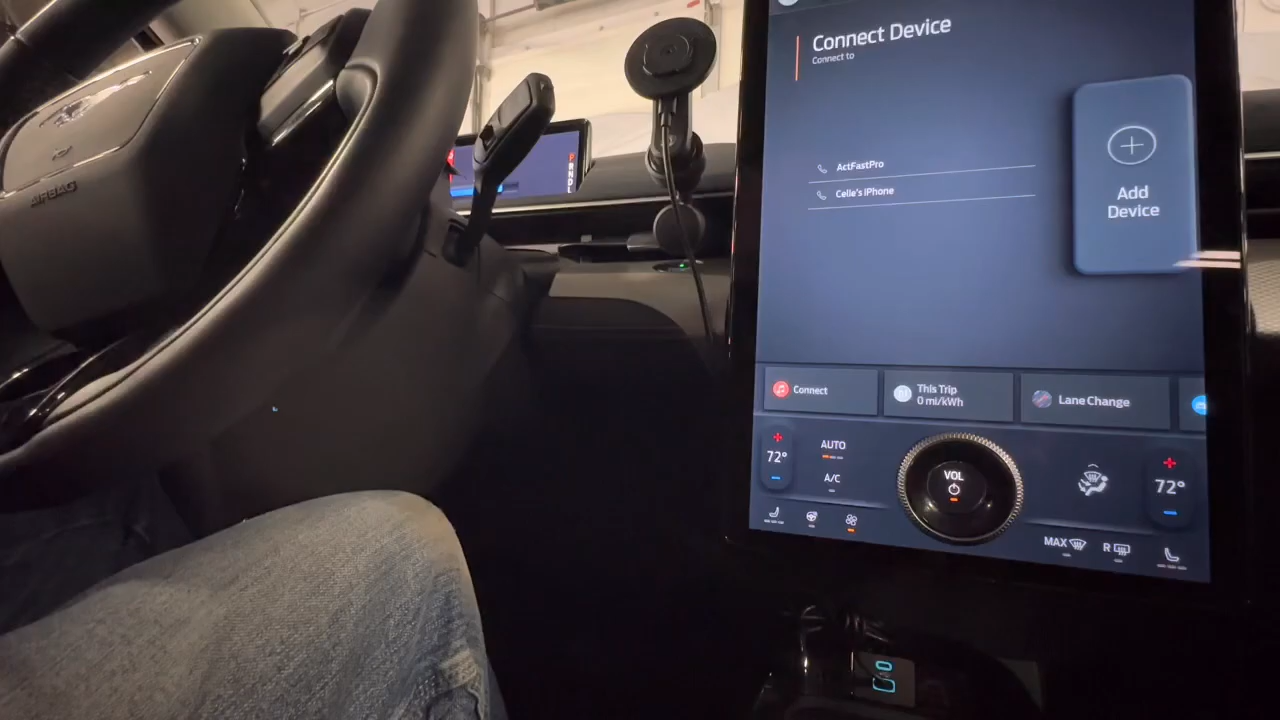 Connect Device
Connect to
ActFastPro
Celle's iPhone
Add
Device
Connect
This Trip
0 mi/kWh
Lane Change
72°
AUTO
A/C
VOL
72°
MAX
R
AIRBAG
P
R
N
D
L